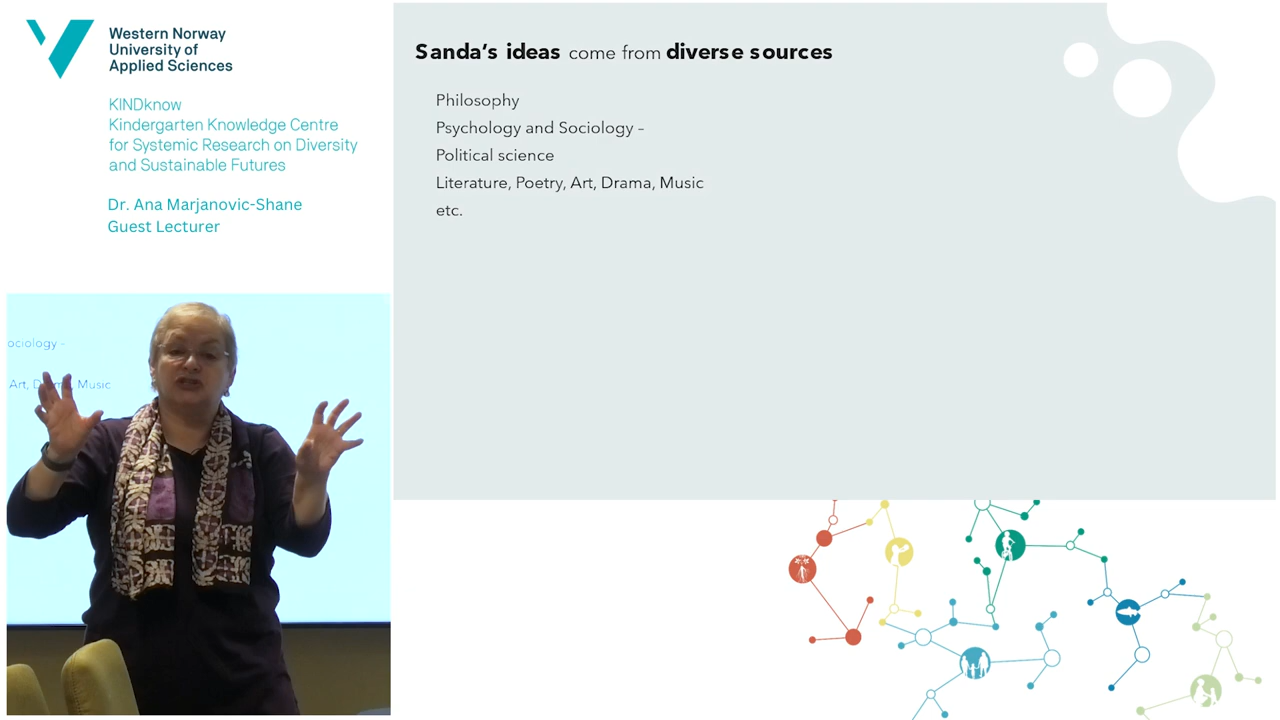 Western Norway
University of
Applied Sciences
KINDknow
Kindergarten Knowledge Centre
for Systemic Research on Diversity
and Sustainable Futures
Dr. Ana Marjanovic-Shane
Guest Lecturer
Sanda's ideas come from diverse sources
Philosophy
Psychology and Sociology –
Political science
Literature, Poetry, Art, Drama, Music
etc.
ociology -
Art, Drama, Music